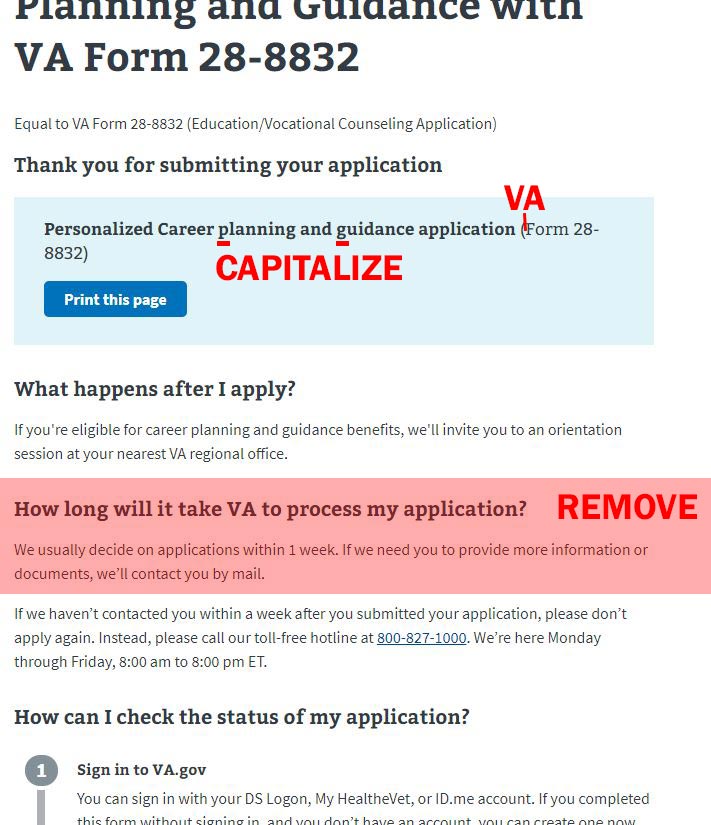 Planning and Guidance with
VA Form 28-8832
Equal to VA Form 28-8832 (Education/Vocational Counseling Application)
Thank you for submitting your application
VA
Personalized Career planning and guidance application (Form 28-
8832)
CAPITALIZE
Print this page
What happens after I apply?
If you're eligible for career planning and guidance benefits, we'll invite you to an orientation
session at your nearest VA regional office.
How long will it take VA to process my application? REMOVE
We usually decide on applications within 1 week. If we need you to provide more information or
documents, we’ll contact you by mail.
If we haven’t contacted you within a week after you submitted your application, please don’t
apply again. Instead, please call our toll-free hotline at 800-827-1000. We’re here Monday
through Friday, 8:00 am to 8:00 pm ET.
How can I check the status of my application?
1 Sign in to VA.gov
You can sign in with your DS Logon, My HealtheVet, or ID.me account. If you completed
this form without signing in, and you don’t have an account, you can create one now.